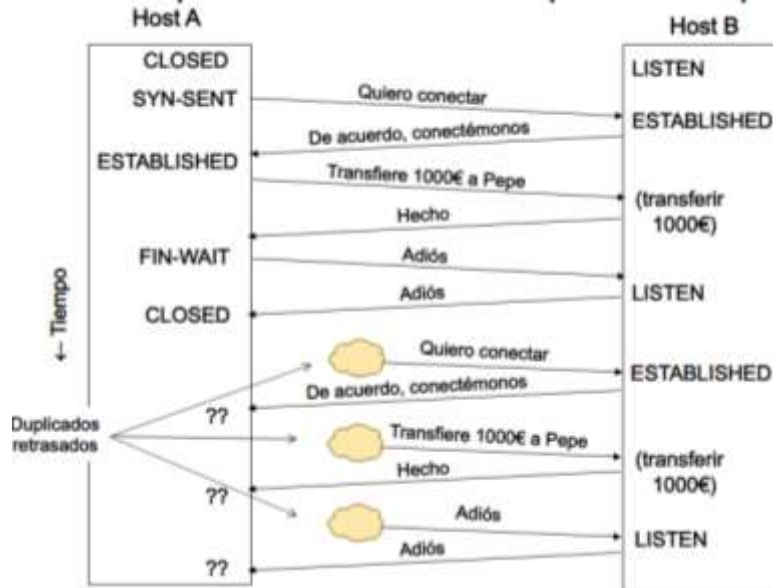 Host A
Host B
CLOSED
LISTEN
SYN-SENT
Quiero conectar
ESTABLISHED
De acuerdo, conectémonos
ESTABLISHED
Transfiere 1000€ a Pepe
(transferir
1000€)
Hecho
FIN-WAIT
Adiós
Adiós
LISTEN
CLOSED
← Tiempo
Quiero conectar
ESTABLISHED
De acuerdo, conectémonos
??
Duplicados
retrasados
Transfiere 1000€ a Pepe
(transferir
1000€)
Hecho
??
Adiós
LISTEN
Adiós
??